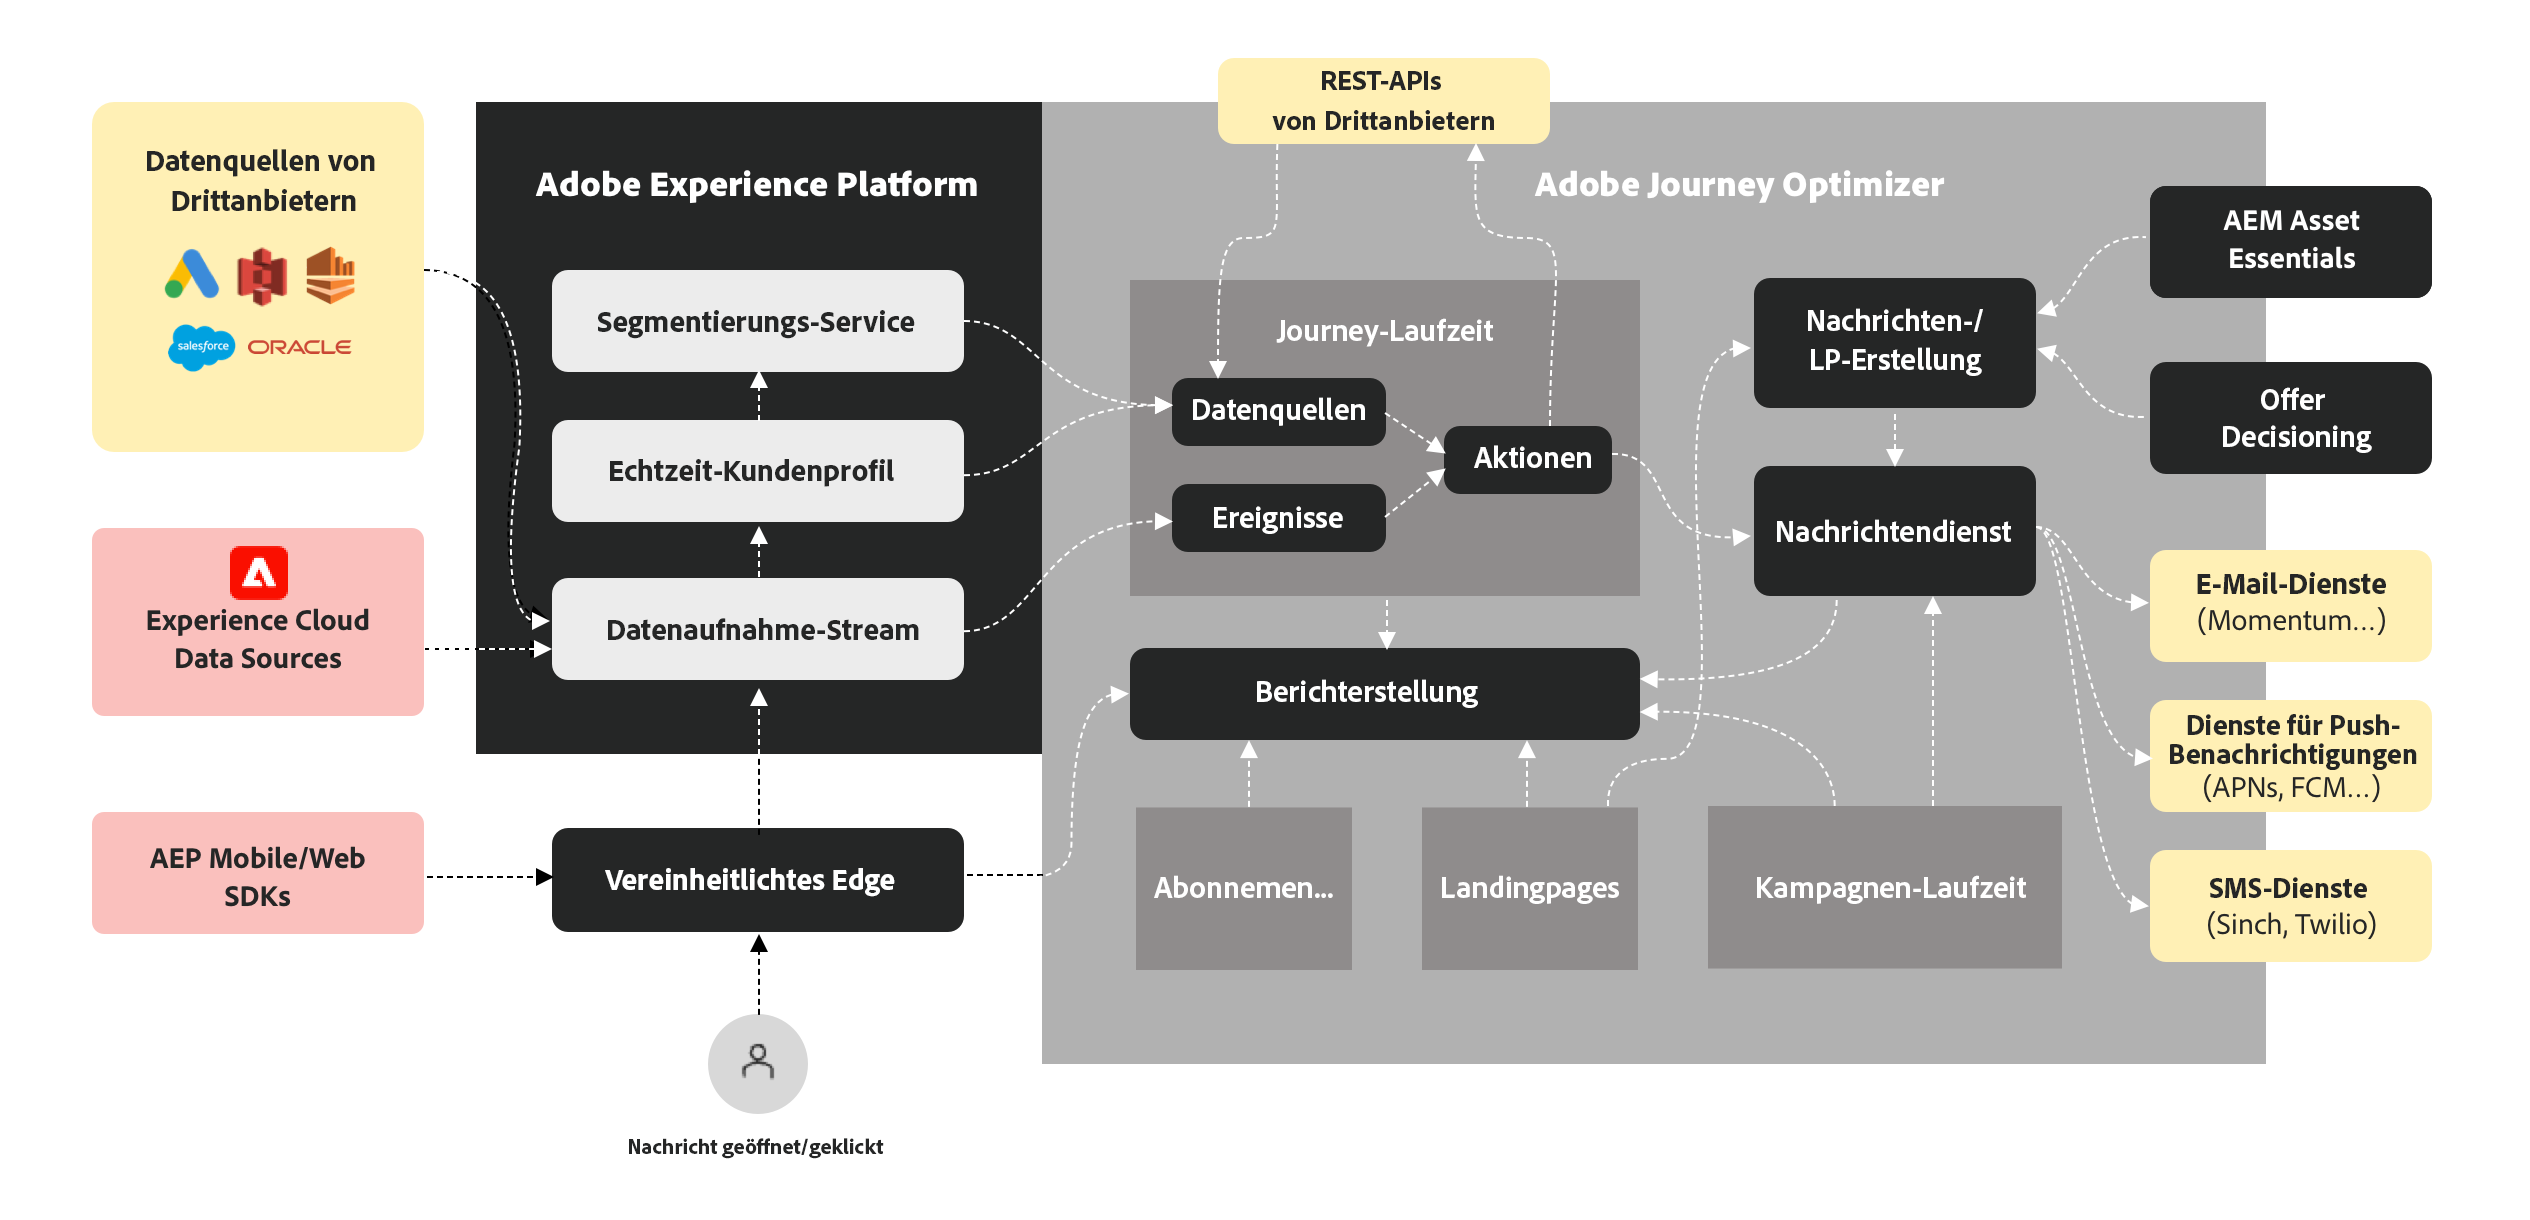 REST-APIs
von Drittanbietern
Datenquellen von
Drittanbietern
salesforce
ORACLE
Adobe Experience Platform
Adobe Journey Optimizer
AEM Asset
Essentials
Segmentierungs-Service
Journey-Laufzeit
Nachrichten-/
LP-Erstellung
Datenquellen
Offer
Decisioning
Echtzeit-Kundenprofil
Aktionen
Ereignisse
Nachrichtendienst
Experience Cloud
Data Sources
Datenaufnahme-Stream
E-Mail-Dienste
(Momentum...)
Berichterstellung
Dienste für Push-
Benachrichtigungen
(APNs, FCM...)
AEP Mobile/Web
SDKs
Vereinheitlichtes Edge
Abonnemen...
Landingpages
Kampagnen-Laufzeit
SMS-Dienste
(Sinch, Twilio)
Nachricht geöffnet/geklickt